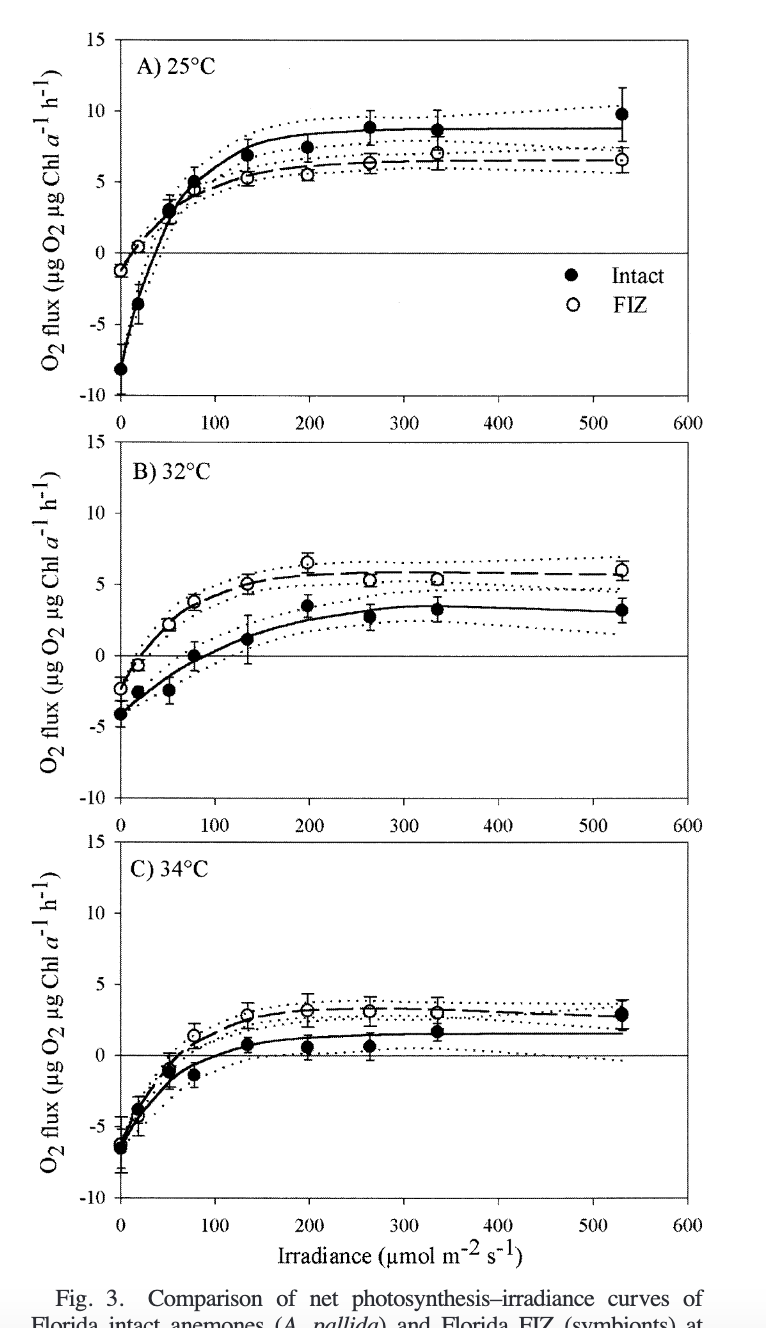 15
A) 25°C
10
5
0
-5
-10
O2 flux (µg O2 µg Chl a-1 h-1)
Intact
FIZ
0 100 200 300 400 500 600
15
B) 32°C
10
5
0
-5
-10
O2 flux (µg O2 µg Chl a-1 h-1)
0 100 200 300 400 500 600
15
C) 34°C
10
5
0
-5
-10
O2 flux (µg O2 µg Chl a-1 h-1)
0 100 200 300 400 500 600
Irradiance (µmol m-2 s-1)
Fig. 3. Comparison of net photosynthesis–irradiance curves of
Florida intact anemones (A. pallida) and Florida FIZ (symbionts) at